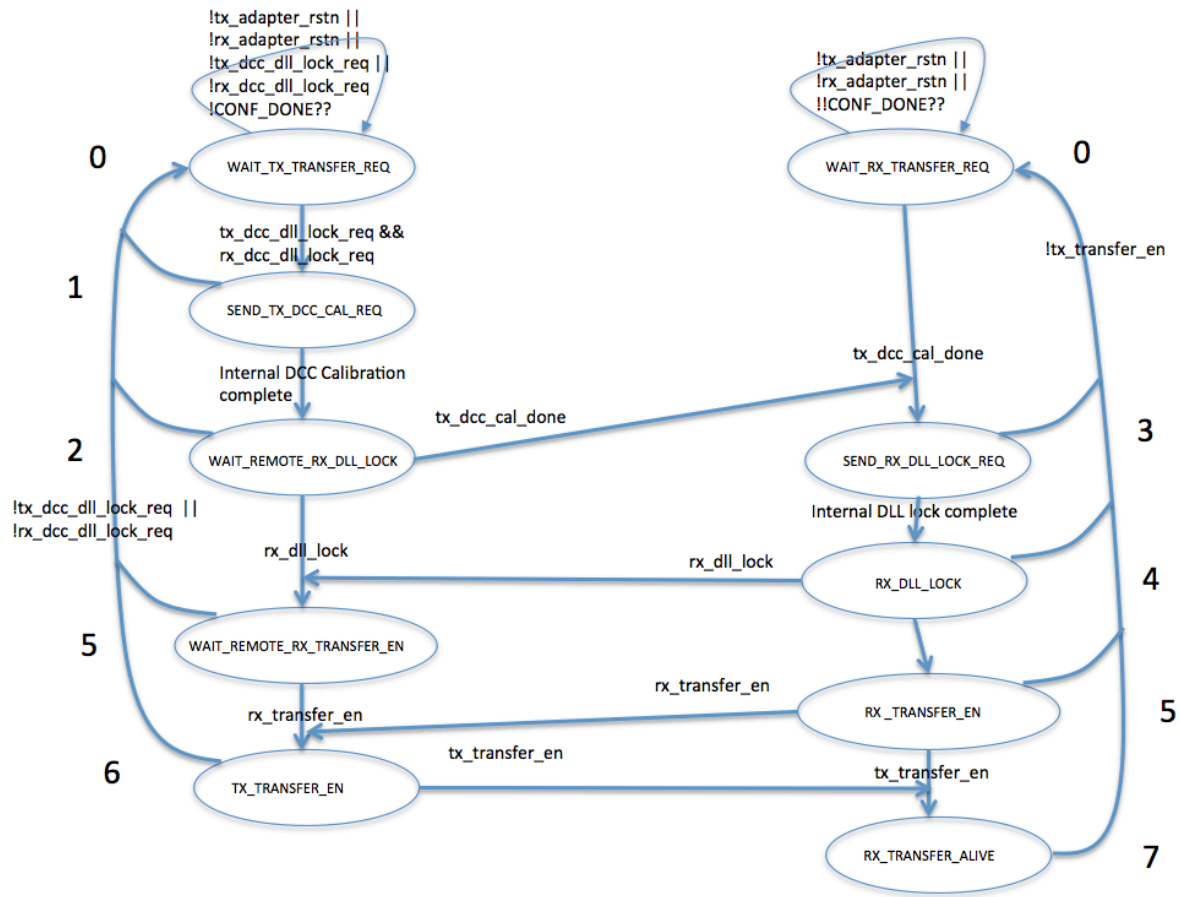 !tx_adapter_rstn ||
!rx_adapter_rstn ||
!tx_dcc_dll_lock_req ||
!rx_dcc_dll_lock_req
!CONF_DONE??
!tx_adapter_rstn ||
!rx_adapter_rstn ||
!!CONF_DONE??
0
WAIT_TX_TRANSFER_REQ
WAIT_RX_TRANSFER_REQ
0
tx_dcc_dll_lock_req &&
rx_dcc_dll_lock_req
!tx_transfer_en
1
SEND_TX_DCC_CAL_REQ
Internal DCC Calibration
complete
tx_dcc_cal_done
tx_dcc_cal_done
2
WAIT_REMOTE_RX_DLL_LOCK
SEND_RX_DLL_LOCK_REQ
3
!tx_dcc_dll_lock_req ||
!rx_dcc_dll_lock_req
Internal DLL lock complete
rx_dll_lock
rx_dll_lock
RX_DLL_LOCK
4
5
WAIT_REMOTE_RX_TRANSFER_EN
rx_transfer_en
rx_transfer_en
RX _TRANSFER_EN
5
tx_transfer_en
tx_transfer_en
6
TX_TRANSFER_EN
RX_TRANSFER_ALIVE
7